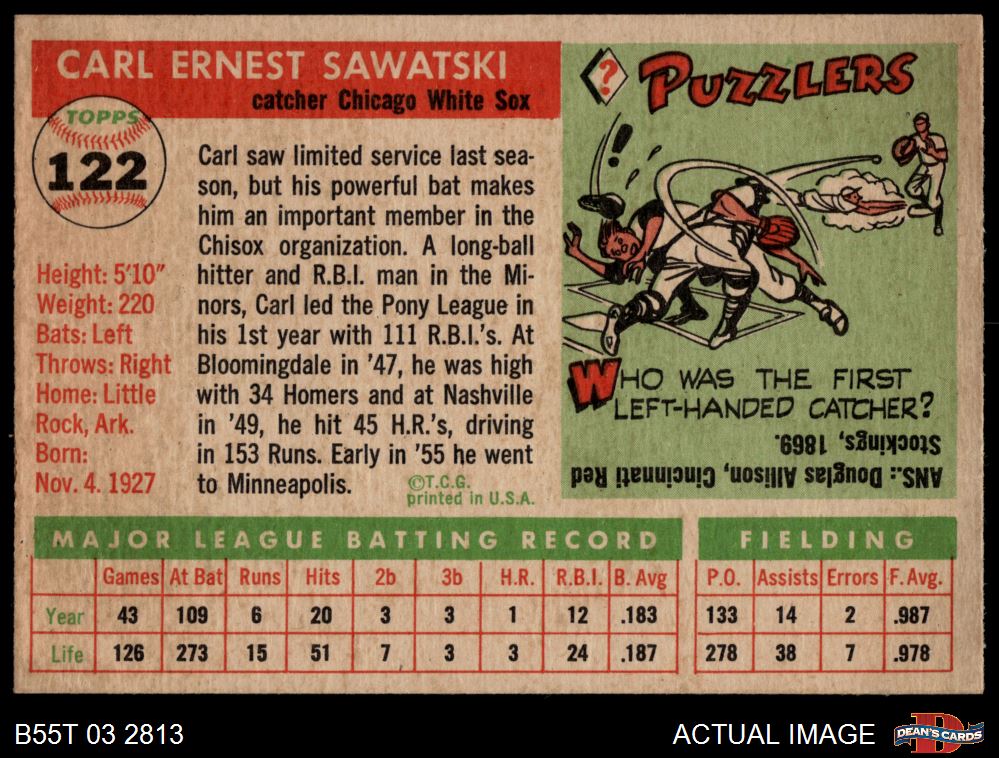 CARL ERNEST SAWATSKI
catcher Chicago White Sox
TOPPS
122
Carl saw limited service last sea-
son, but his powerful bat makes
him an important member in the
Chisox organization. A long-ball
hitter and R.B.I. man in the Mi-
nors, Carl led the Pony League in
his 1st year with 111 R.B.I.'s. At
Bloomingdale in '47, he was high
with 34 Homers and at Nashville
in '49, he hit 45 H.R.'s, driving
in 153 Runs. Early in '55 he went
to Minneapolis.
©T.C.G.
printed in U.S.A.
Height: 5'10"
Weight: 220
Bats: Left
Throws: Right
Home: Little
Rock, Ark.
Born:
Nov. 4. 1927
? PUZZLERS
!
WHO WAS THE FIRST
LEFT-HANDED CATCHER?
ANS.: Douglas Allison, Cincinnati Red
Stockings, 1869.
MAJOR LEAGUE BATTING RECORD FIELDING
Games At Bat Runs Hits 2b 3b H.R. R.B.I. B. Avg P.O. Assists Errors F. Avg.
Year 43 109 6 20 3 3 1 12 .183 133 14 2 .987
Life 126 273 15 51 7 3 3 24 .187 278 38 7 .978
B55T 03 2813
ACTUAL IMAGE
DEAN'S CARDS